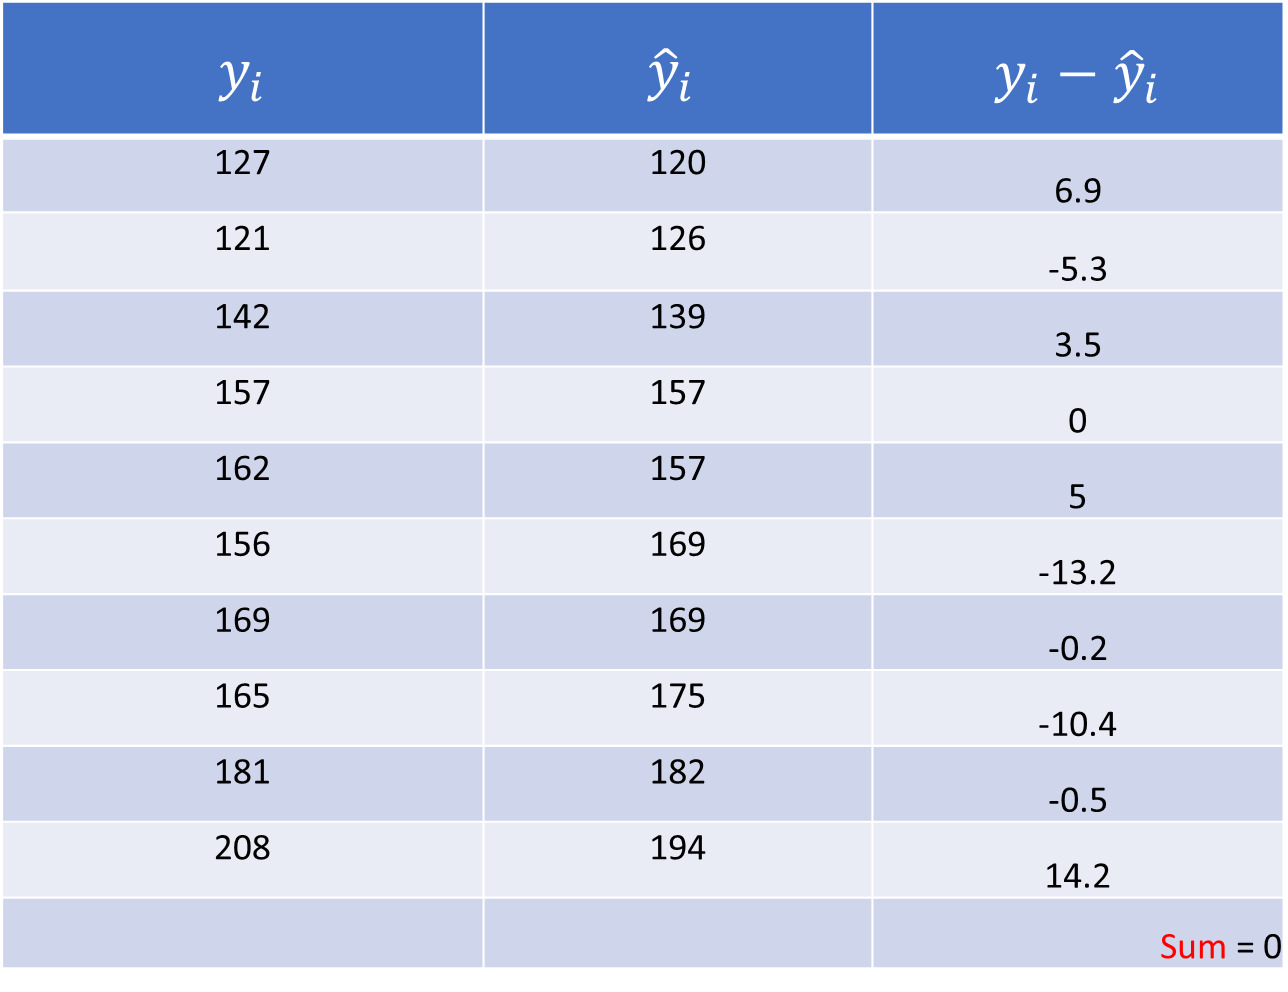 yᵢ ŷᵢ yᵢ − ŷᵢ
127 120 6.9
121 126 -5.3
142 139 3.5
157 157 0
162 157 5
156 169 -13.2
169 169 -0.2
165 175 -10.4
181 182 -0.5
208 194 14.2
Sum = 0